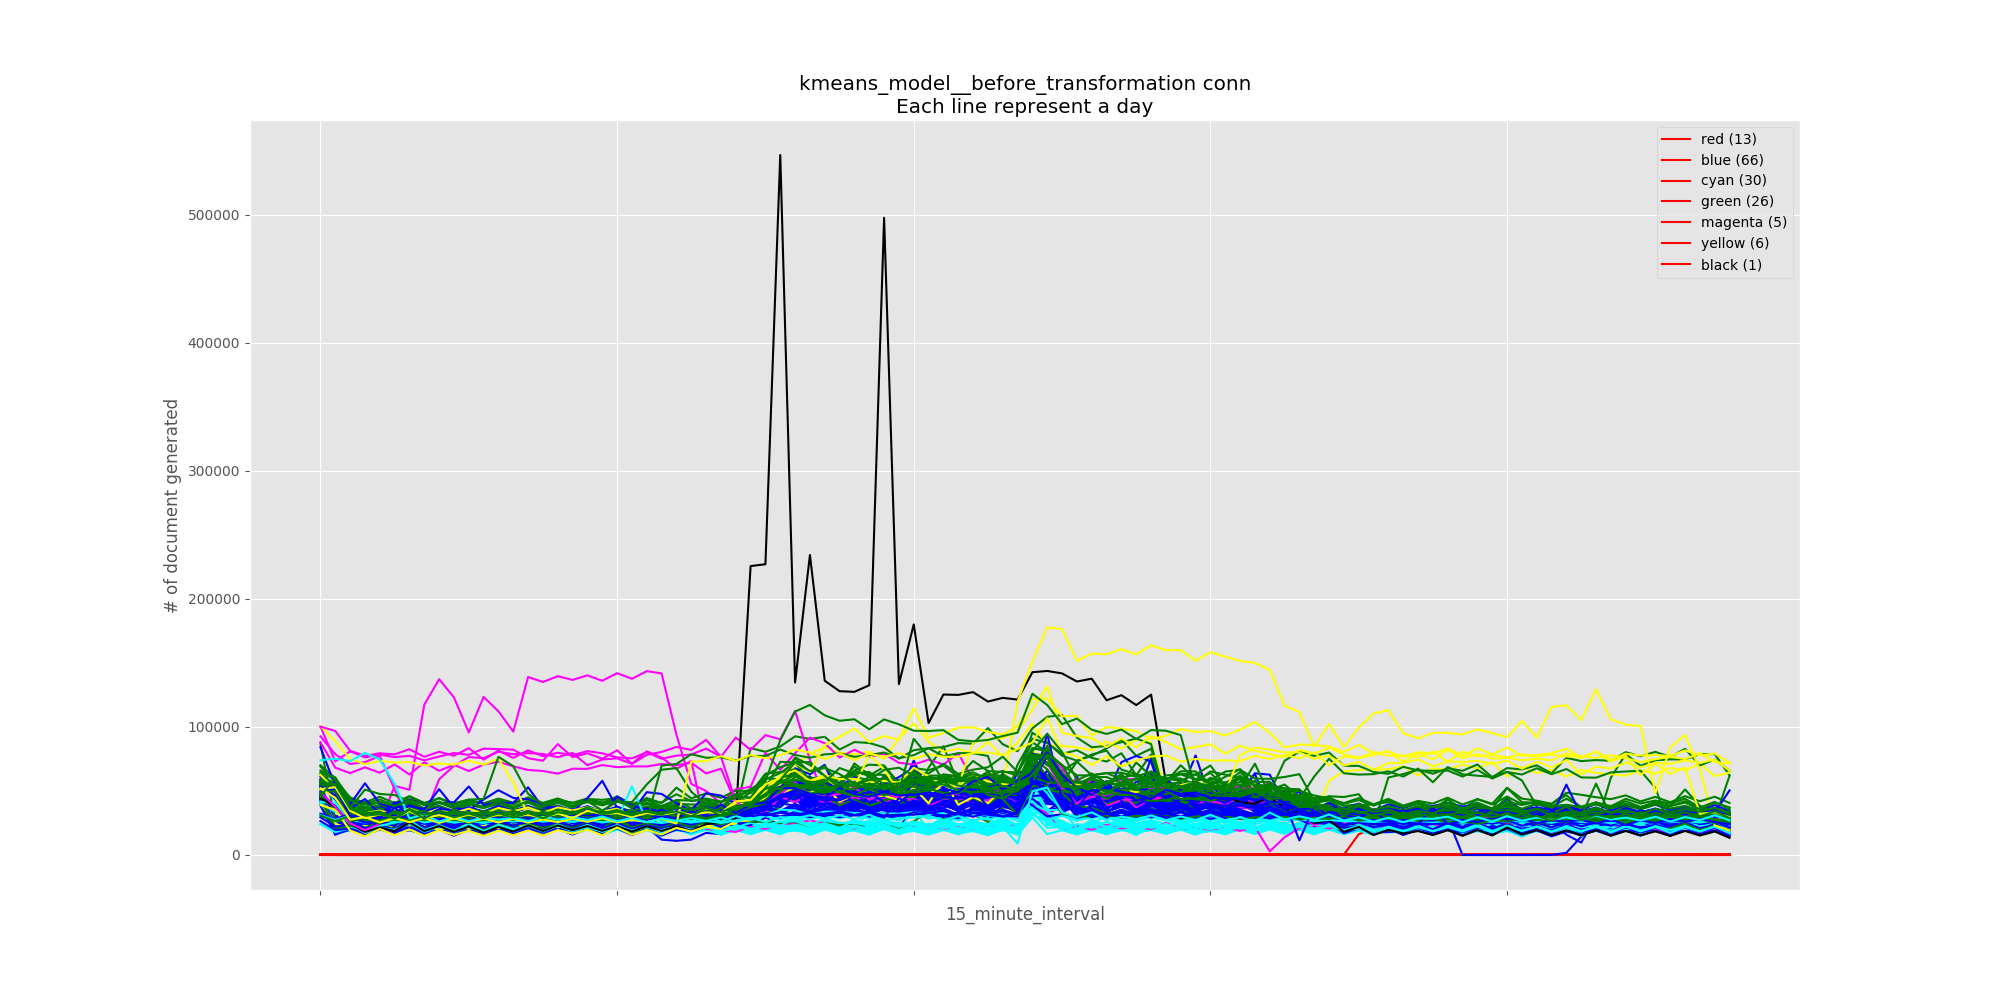 kmeans_model__before_transformation conn
Each line represent a day
red (13)
blue (66)
cyan (30)
green (26)
magenta (5)
yellow (6)
black (1)
500000
400000
300000
200000
100000
0
# of document generated
15_minute_interval